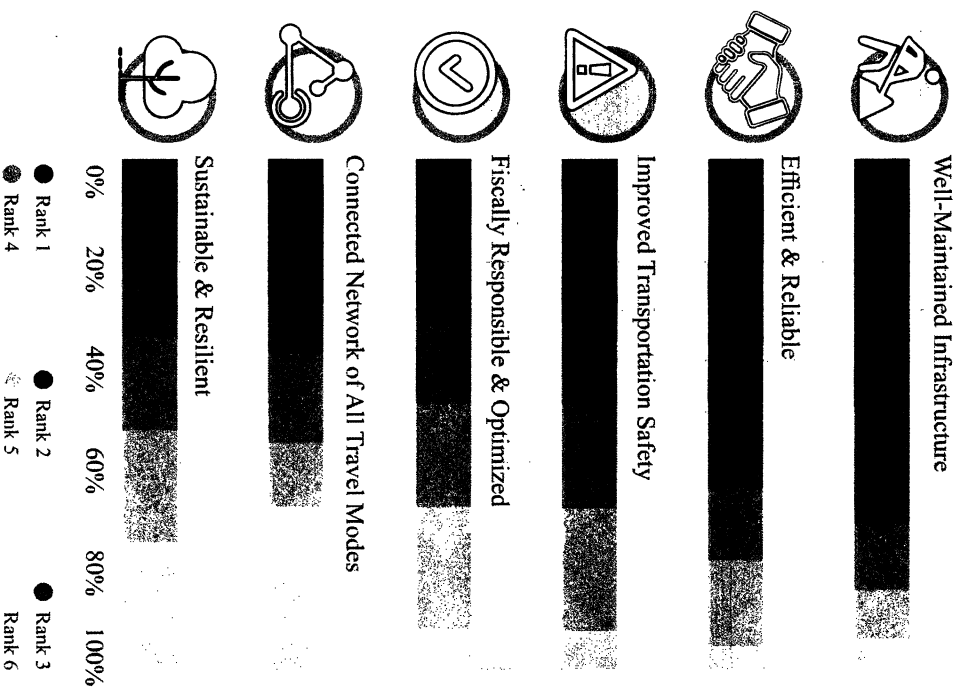 Well-Maintained Infrastructure
Efficient & Reliable
Improved Transportation Safety
Fiscally Responsible & Optimized
Connected Network of All Travel Modes
Sustainable & Resilient
0% 20% 40% 60% 80% 100%
Rank 1 Rank 2 Rank 3
Rank 4 Rank 5 Rank 6